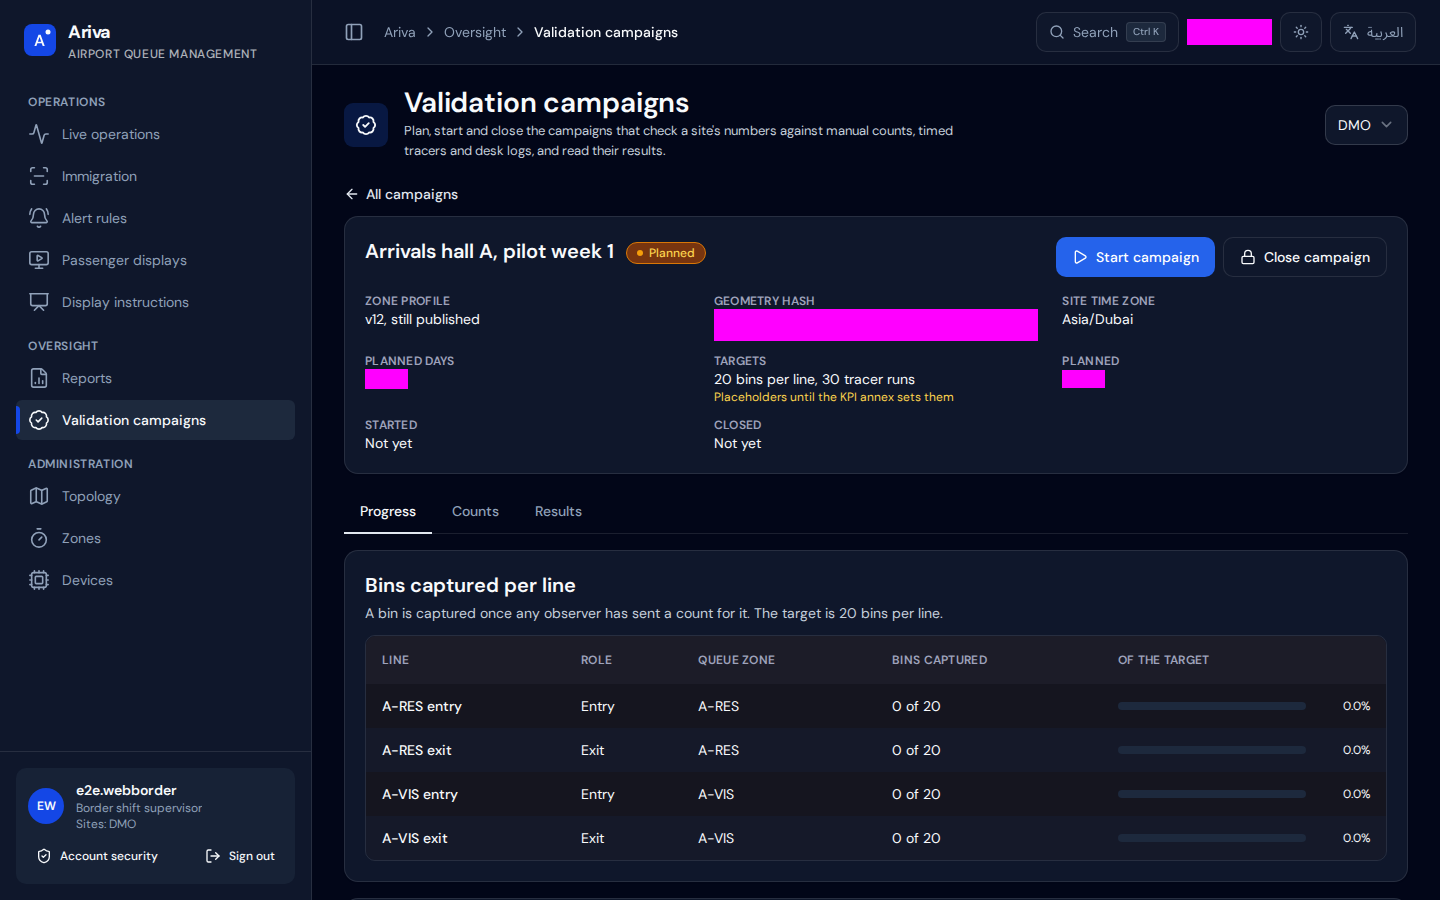 Ariva
AIRPORT QUEUE MANAGEMENT
OPERATIONS
Live operations
Immigration
Alert rules
Passenger displays
Display instructions
OVERSIGHT
Reports
Validation campaigns
ADMINISTRATION
Topology
Zones
Devices
EW
e2e.webborder
Border shift supervisor
Sites: DMO
Account security
Sign out
Ariva
Oversight
Validation campaigns
Search
Ctrl K
العربية
Validation campaigns
Plan, start and close the campaigns that check a site's numbers against manual counts, timed
tracers and desk logs, and read their results.
DMO
All campaigns
Arrivals hall A, pilot week 1
Planned
Start campaign
Close campaign
ZONE PROFILE
v12, still published
GEOMETRY HASH
SITE TIME ZONE
Asia/Dubai
PLANNED DAYS
TARGETS
20 bins per line, 30 tracer runs
Placeholders until the KPI annex sets them
PLANNED
STARTED
Not yet
CLOSED
Not yet
Progress
Counts
Results
Bins captured per line
A bin is captured once any observer has sent a count for it. The target is 20 bins per line.
LINE ROLE QUEUE ZONE BINS CAPTURED OF THE TARGET
A-RES entry Entry A-RES 0 of 20 0.0%
A-RES exit Exit A-RES 0 of 20 0.0%
A-VIS entry Entry A-VIS 0 of 20 0.0%
A-VIS exit Exit A-VIS 0 of 20 0.0%